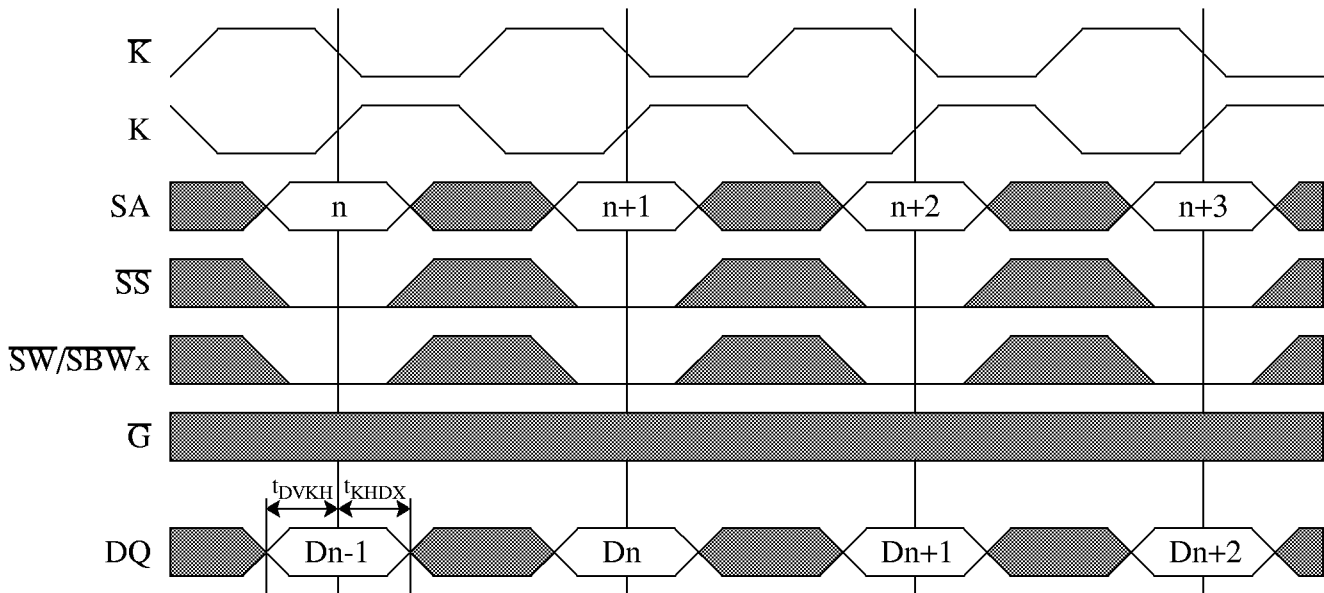 K̅
K
SA n n+1 n+2 n+3
S̅S̅
S̅W̅/S̅B̅W̅x
G̅
tDVKH tKHDX
DQ Dn-1 Dn Dn+1 Dn+2